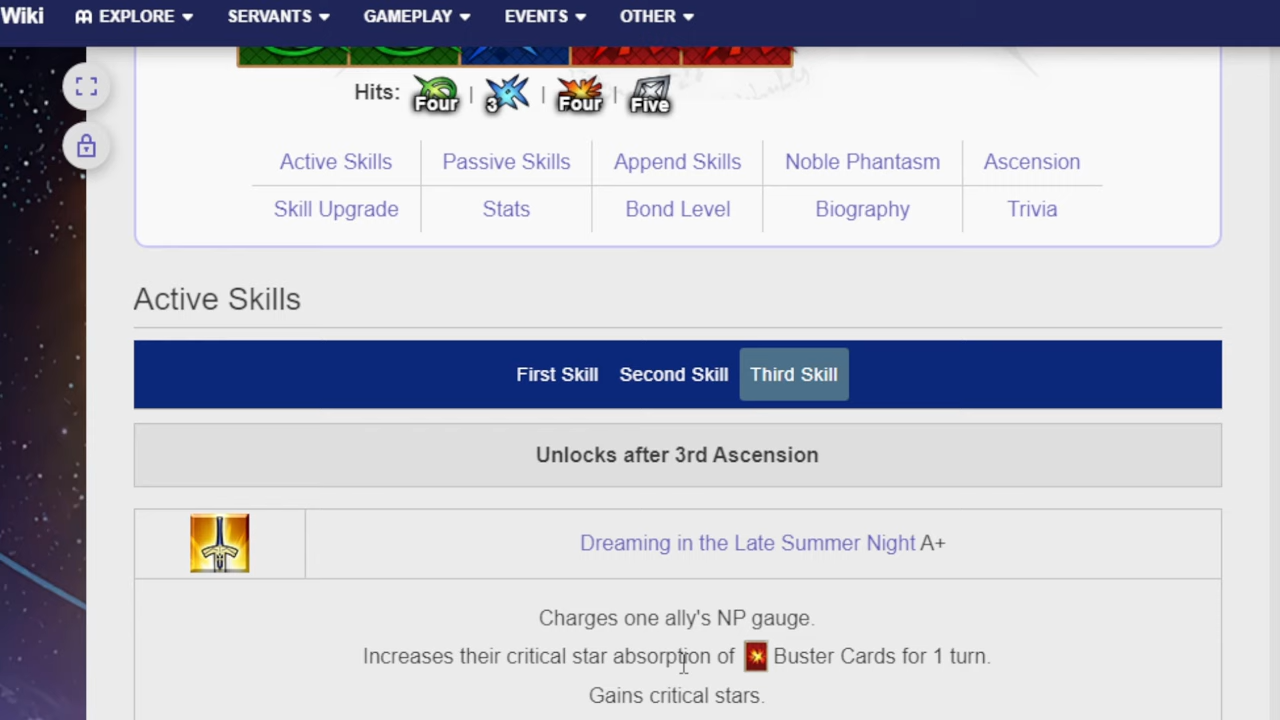 Wiki EXPLORE SERVANTS GAMEPLAY EVENTS OTHER
Hits: Four | 3 | Four | Five
Active Skills Passive Skills Append Skills Noble Phantasm Ascension
Skill Upgrade Stats Bond Level Biography Trivia
Active Skills
First Skill Second Skill Third Skill
Unlocks after 3rd Ascension
Dreaming in the Late Summer Night A+
Charges one ally's NP gauge.
Increases their critical star absorption of Buster Cards for 1 turn.
Gains critical stars.